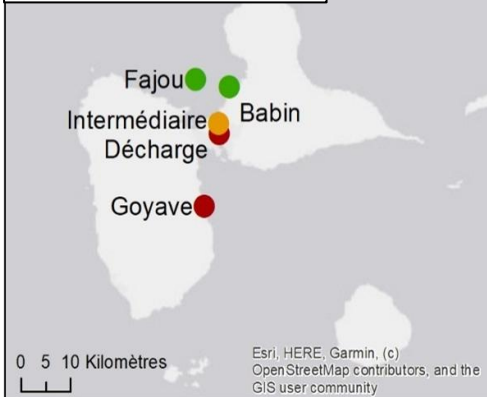 Fajou
Babin
Intermédiaire
Décharge
Goyave
0 5 10 Kilomètres
Esri, HERE, Garmin, (c)
OpenStreetMap contributors, and the
GIS user community